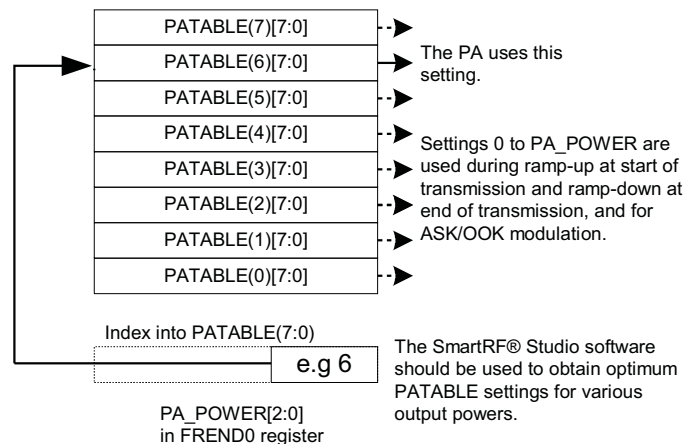 PATABLE(7)[7:0]
PATABLE(6)[7:0]
PATABLE(5)[7:0]
PATABLE(4)[7:0]
PATABLE(3)[7:0]
PATABLE(2)[7:0]
PATABLE(1)[7:0]
PATABLE(0)[7:0]
The PA uses this
setting.
Settings 0 to PA_POWER are
used during ramp-up at start of
transmission and ramp-down at
end of transmission, and for
ASK/OOK modulation.
Index into PATABLE(7:0)
e.g 6
PA_POWER[2:0]
in FREND0 register
The SmartRF® Studio software
should be used to obtain optimum
PATABLE settings for various
output powers.